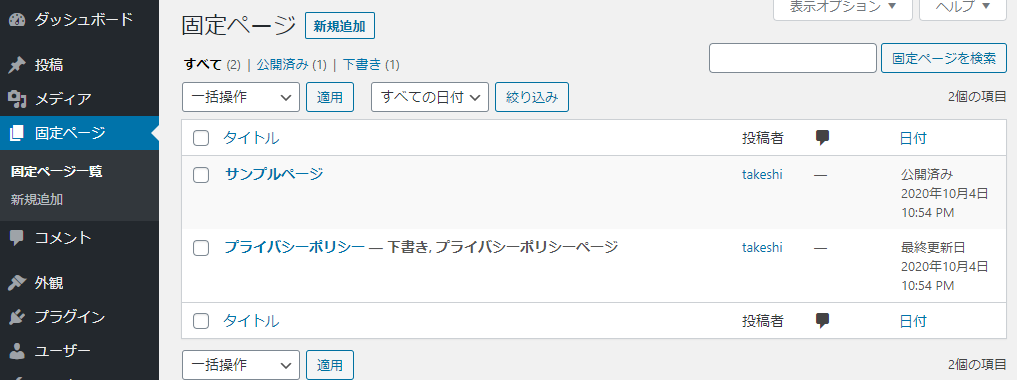 ダッシュボード
投稿
メディア
固定ページ
固定ページ一覧
新規追加
コメント
外観
プラグイン
ユーザー
表示オプション ▼ ヘルプ ▼
固定ページ 新規追加
すべて (2) | 公開済み (1) | 下書き (1)
固定ページを検索
一括操作 適用 すべての日付 絞り込み 2個の項目
タイトル 投稿者 日付
サンプルページ takeshi — 公開済み
2020年10月4日
10:54 PM
プライバシーポリシー — 下書き, プライバシーポリシーページ takeshi — 最終更新日
2020年10月4日
10:54 PM
タイトル 投稿者 日付
一括操作 適用 2個の項目